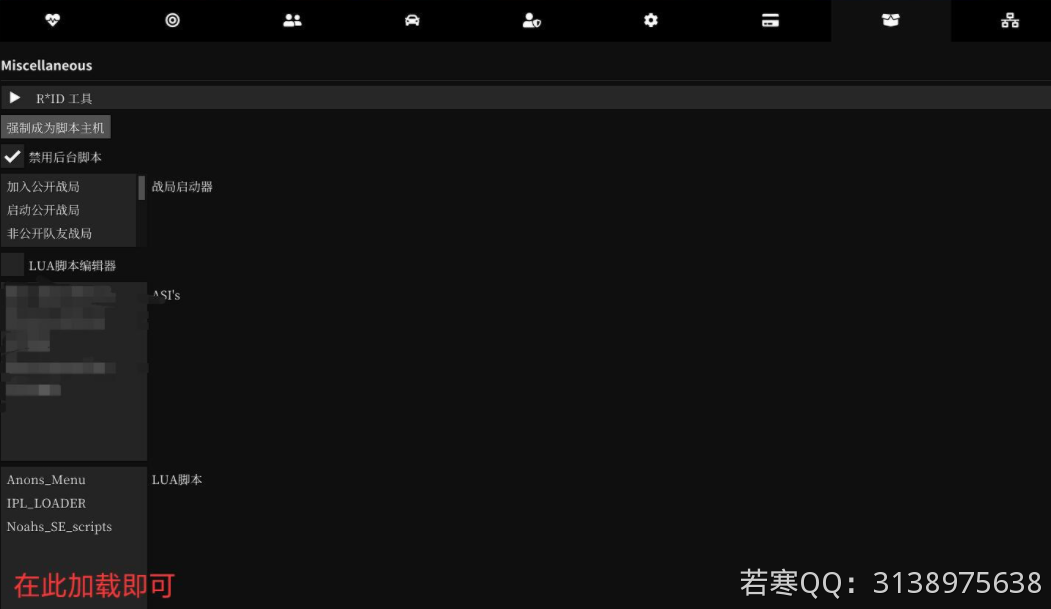 Miscellaneous
R*ID 工具
强制成为脚本主机
禁用后台脚本
加入公开战局
战局启动器
启动公开战局
非公开队友战局
LUA脚本编辑器
ASI's
Anons_Menu
LUA脚本
IPL_LOADER
Noahs_SE_scripts
在此加载即可
若寒QQ：3138975638